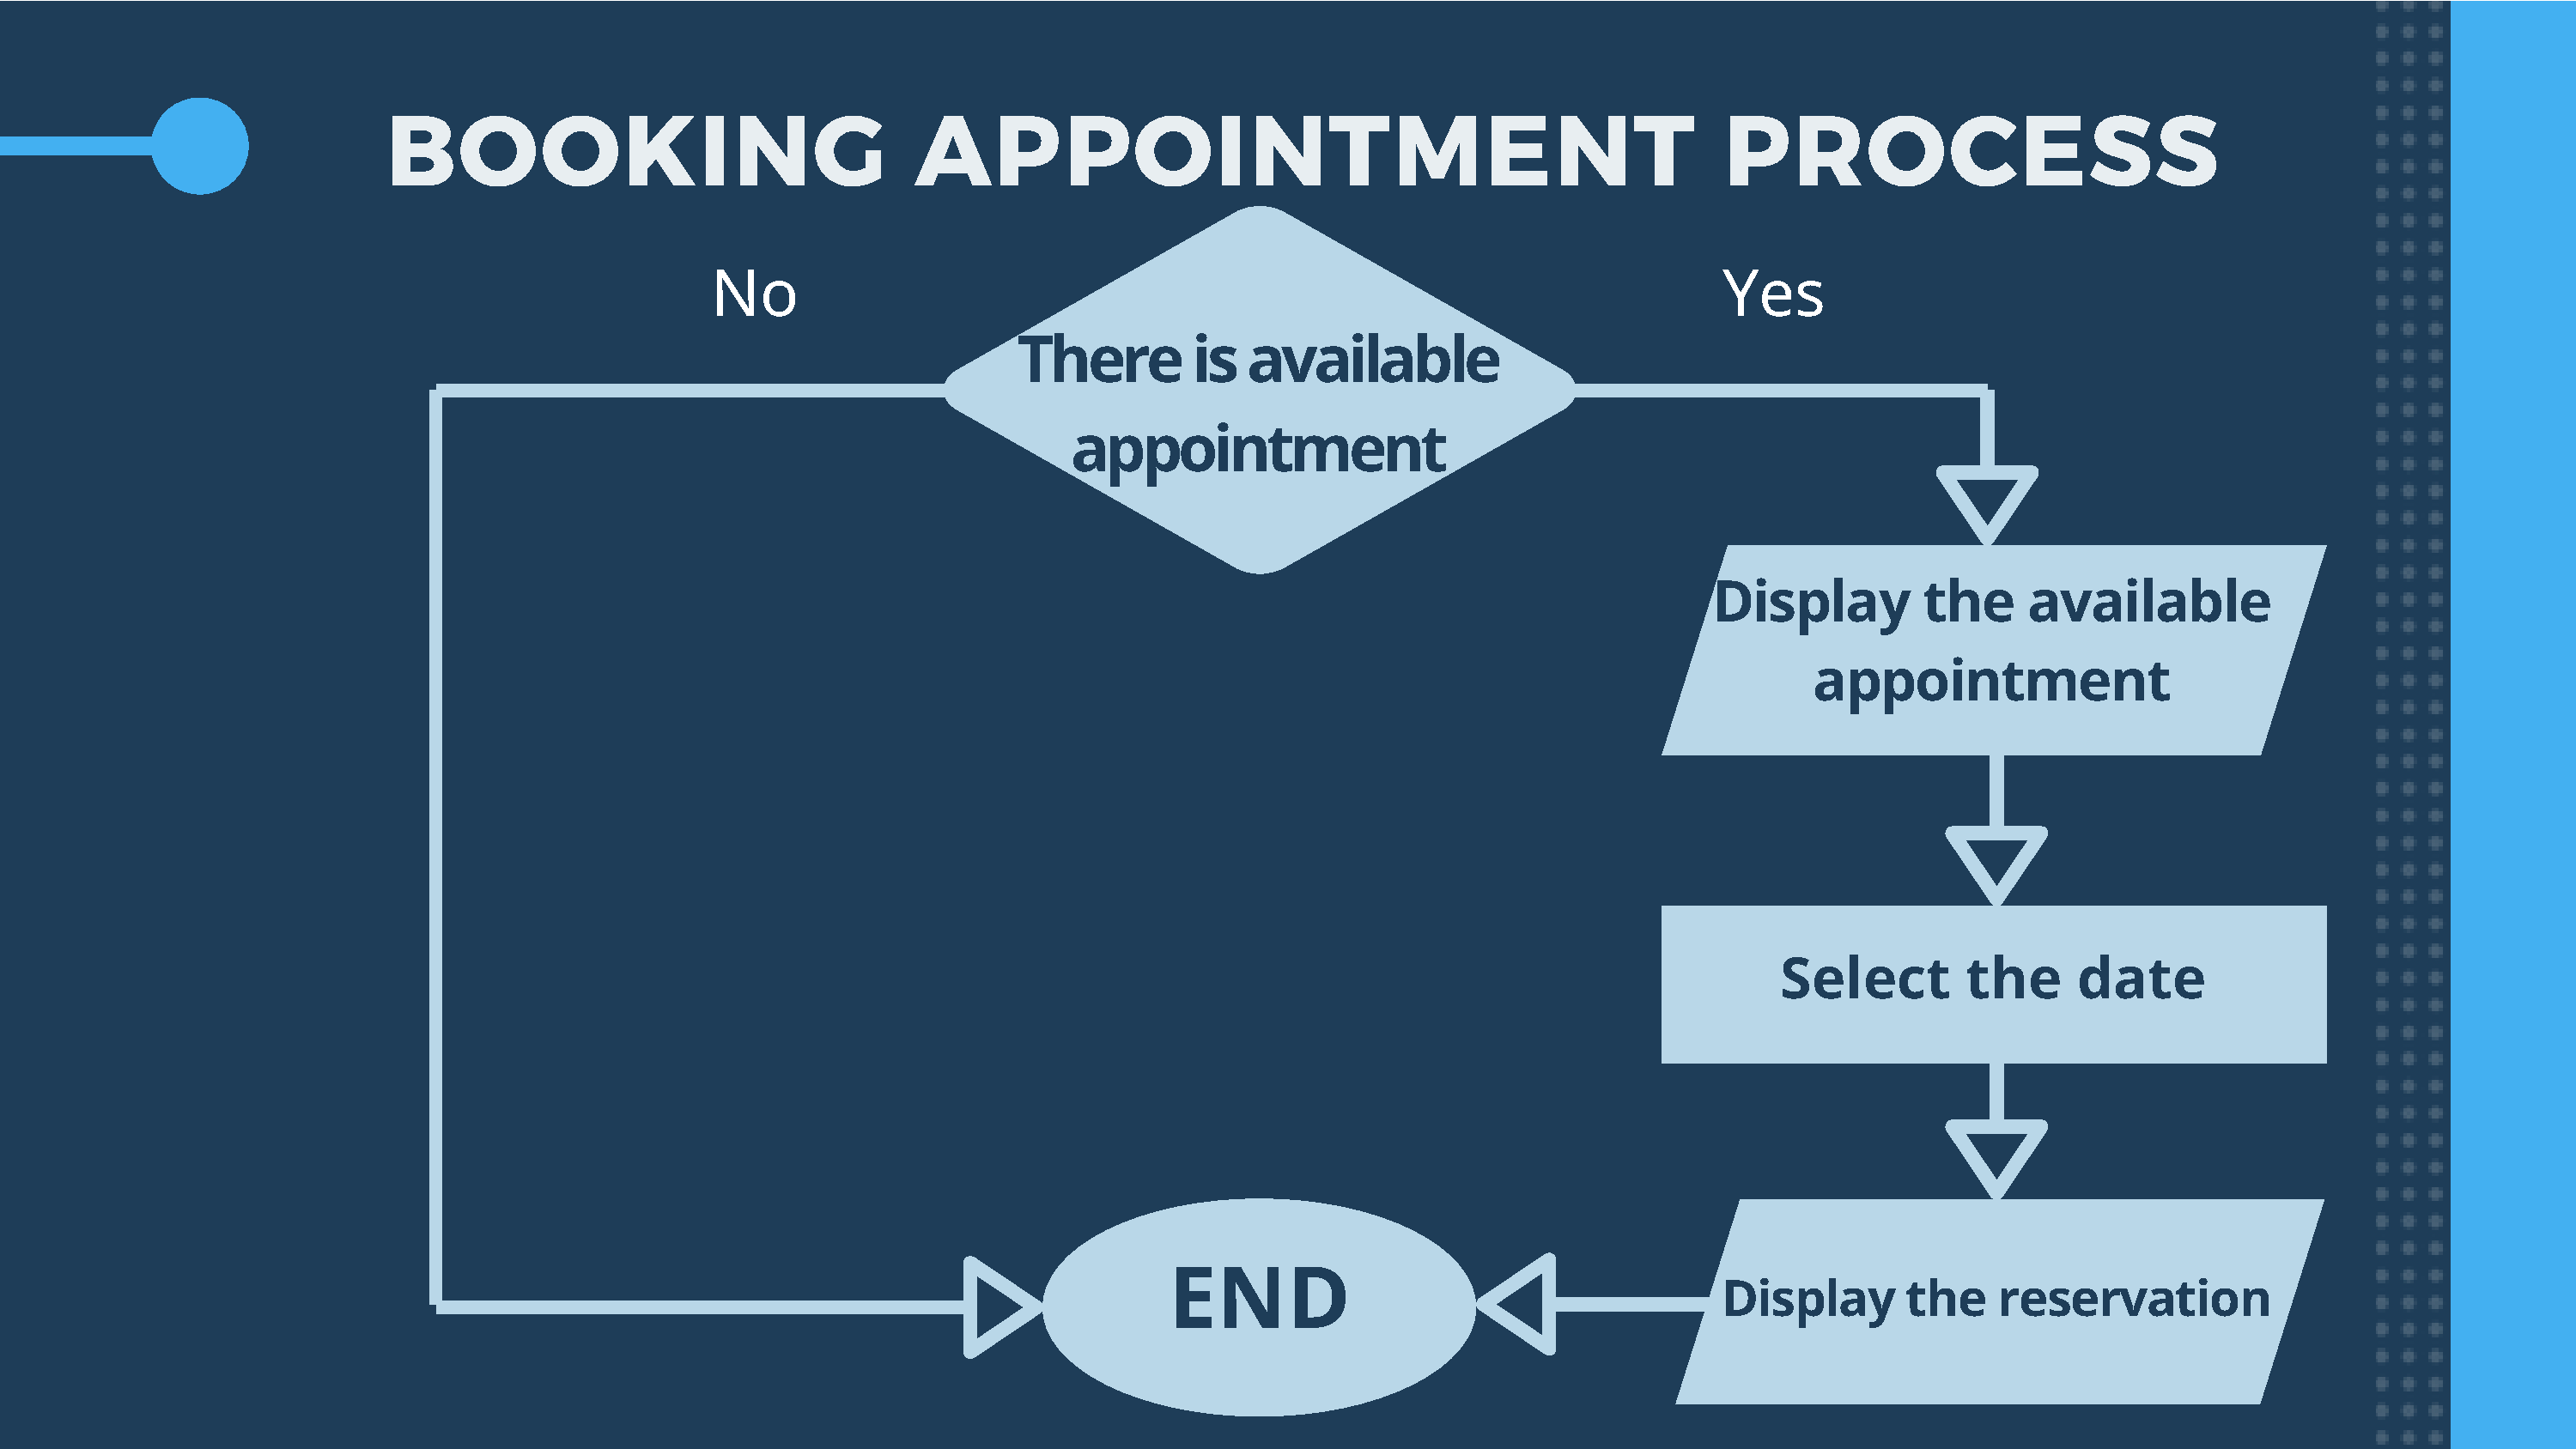 BOOKING APPOINTMENT PROCESS
No
Yes
There is available
appointment
Display the available
appointment
Select the date
Display the reservation
END